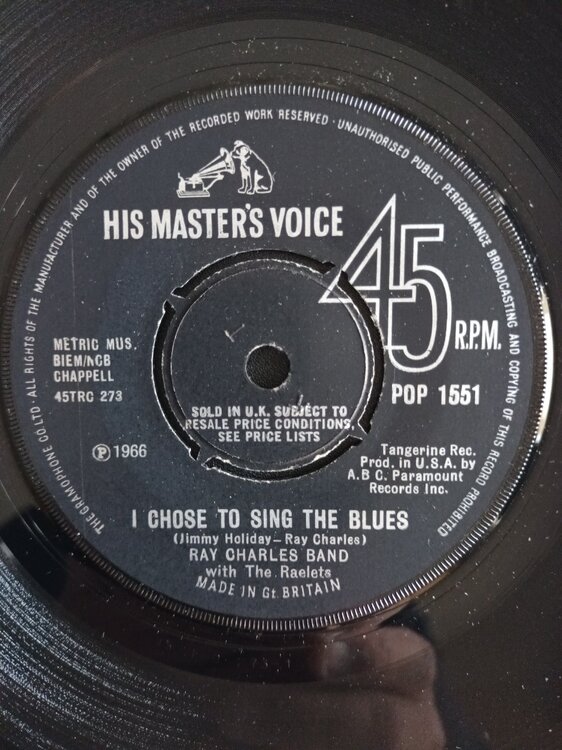 THE GRAMOPHONE CO. LTD · ALL RIGHTS OF THE MANUFACTURER AND OF THE OWNER OF THE RECORDED WORK RESERVED · UNAUTHORISED PUBLIC PERFORMANCE BROADCASTING AND COPYING OF THIS RECORD PROHIBITED
HIS MASTER'S VOICE
45 R.P.M.
METRIC MUS.
BIEM/NCB
CHAPPELL
45TRC 273
POP 1551
SOLD IN U.K. SUBJECT TO
RESALE PRICE CONDITIONS,
SEE PRICE LISTS
Ⓟ 1966
Tangerine Rec.
Prod. in U.S.A. by
A.B.C. Paramount
Records Inc.
I CHOSE TO SING THE BLUES
(Jimmy Holiday – Ray Charles)
RAY CHARLES BAND
with The Raelets
MADE IN Gt. BRITAIN